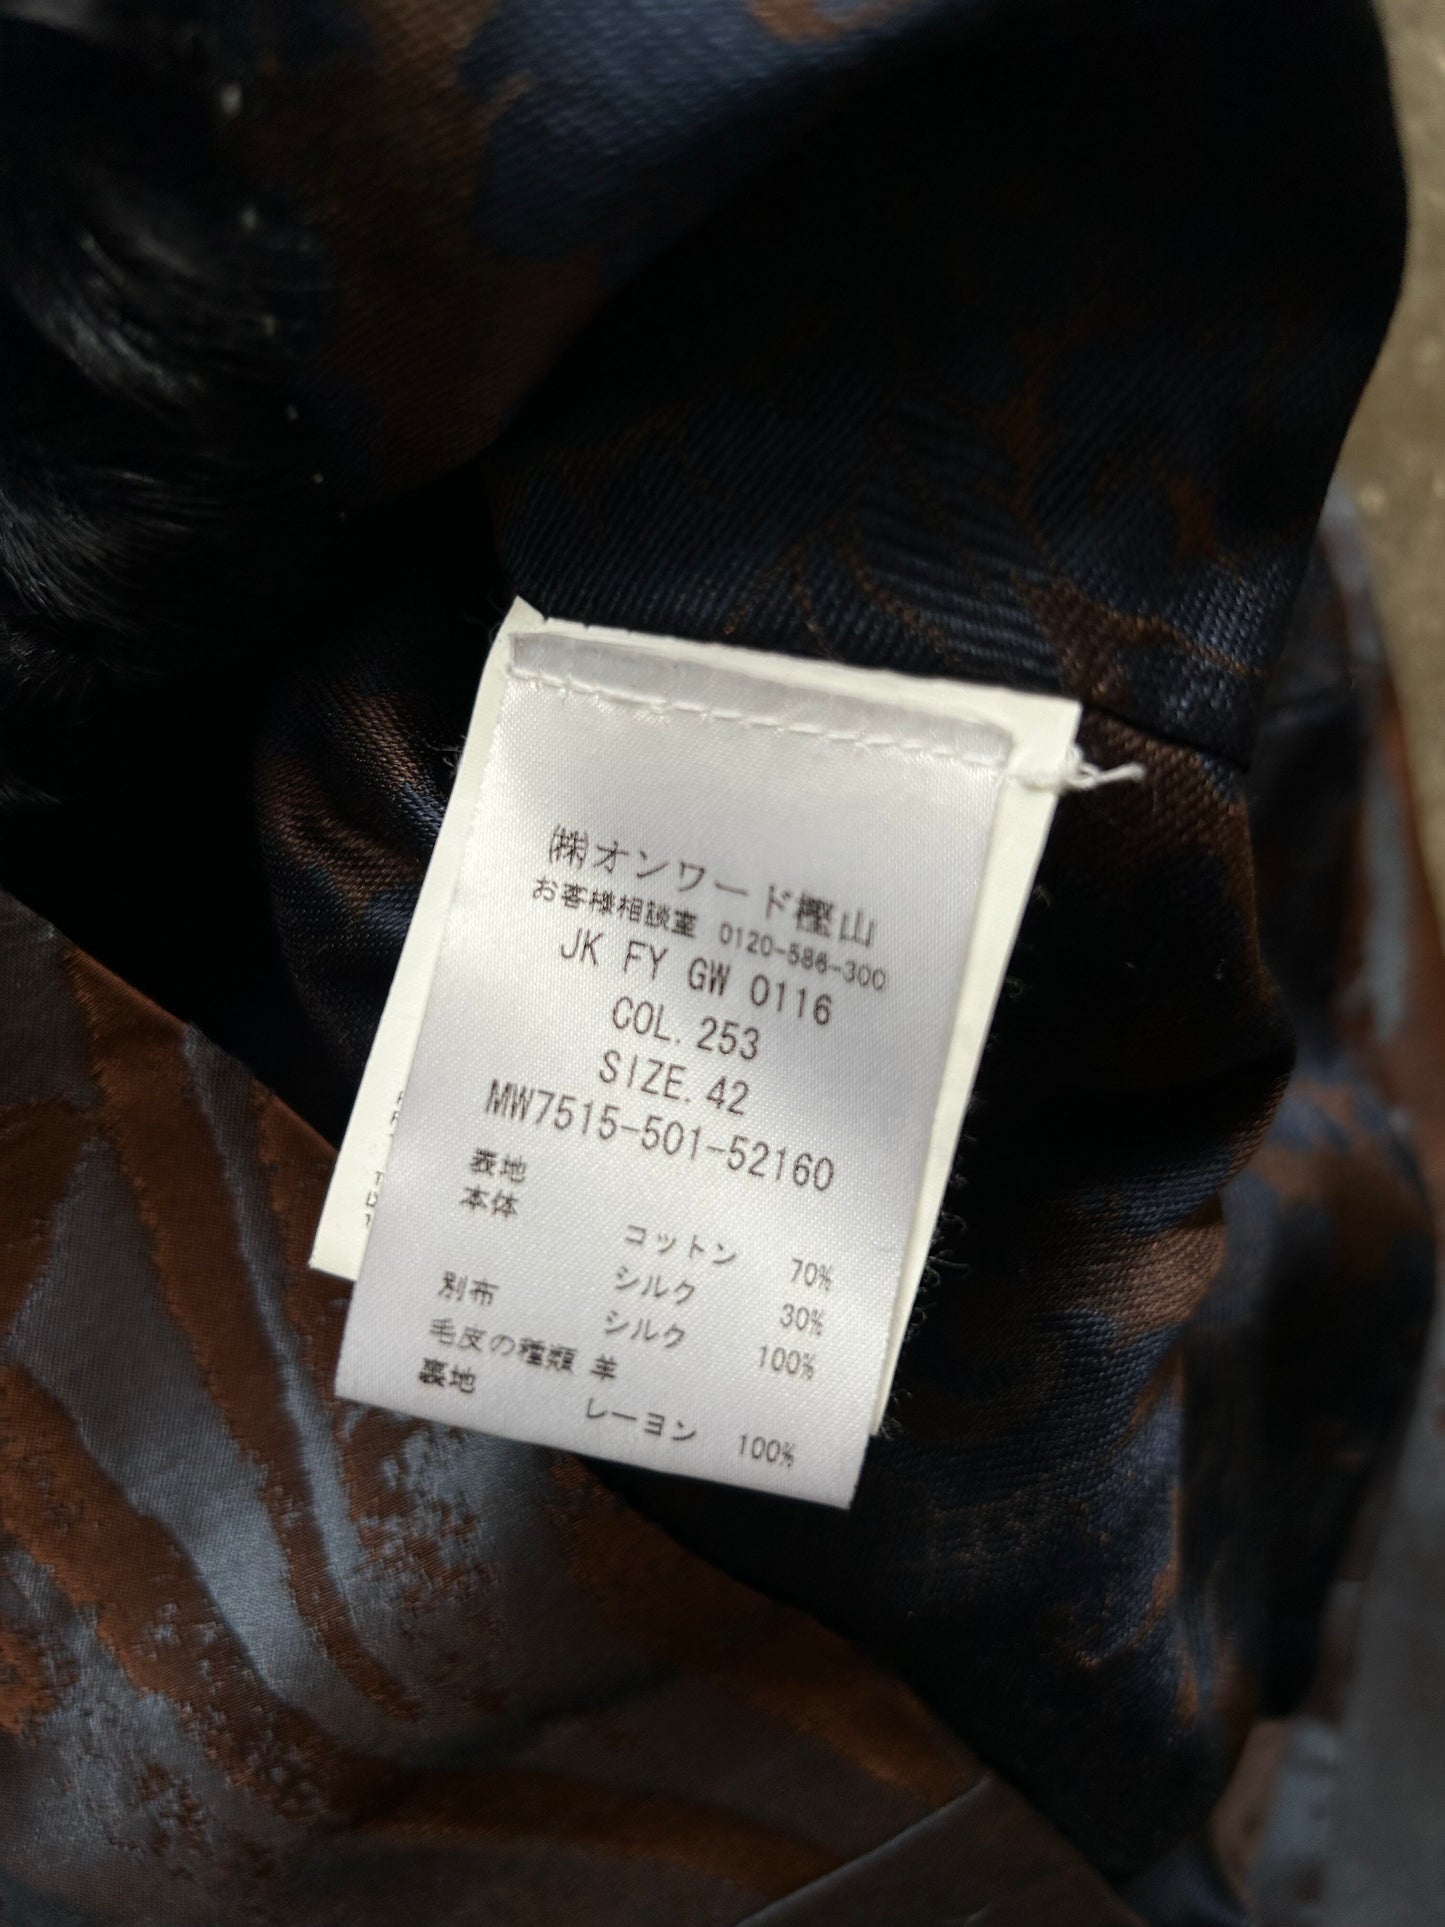 ㈱オンワード樫山
お客様相談室 0120-586-300
JK FY GW 0116
COL. 253
SIZE. 42
MW7515-501-52160
表地
本体
コットン 70%
シルク 30%
別布 シルク 100%
毛皮の種類 羊
裏地 レーヨン 100%